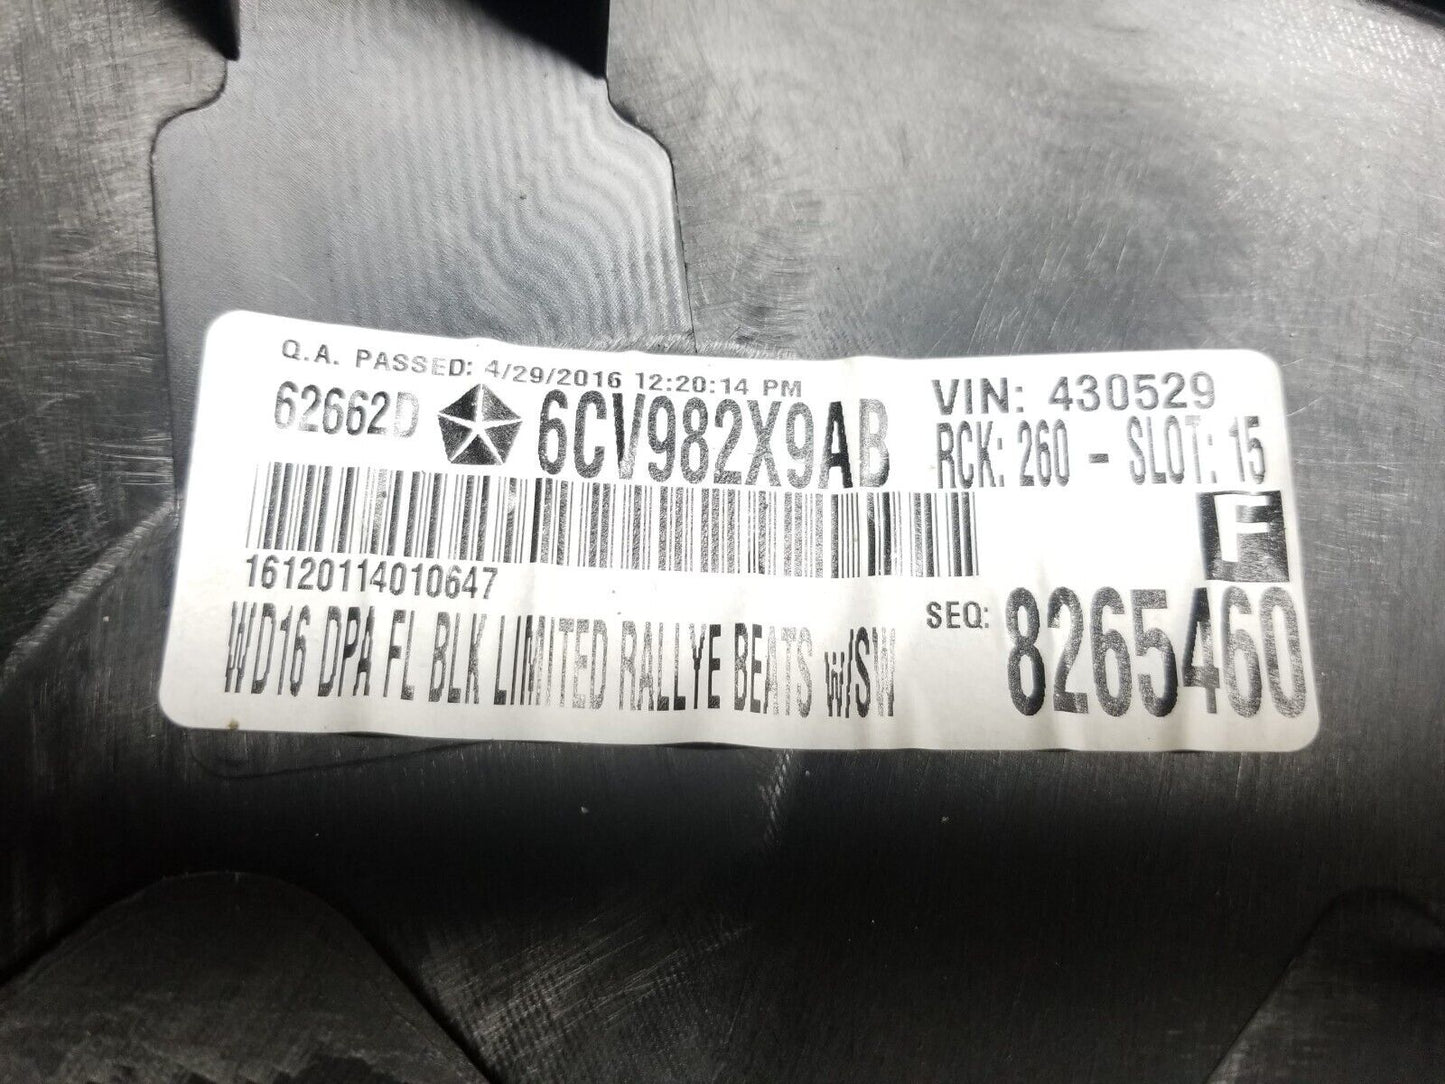 Q.A. PASSED: 4/29/2016 12:20:14 PM
62662D 6CV982X9AB
VIN: 430529
RCK: 260 - SLOT: 15
F
16120114010647
SEQ: 8265460
WD16 DPA FL BLK LIMITED RALLYE BEATS w/SW